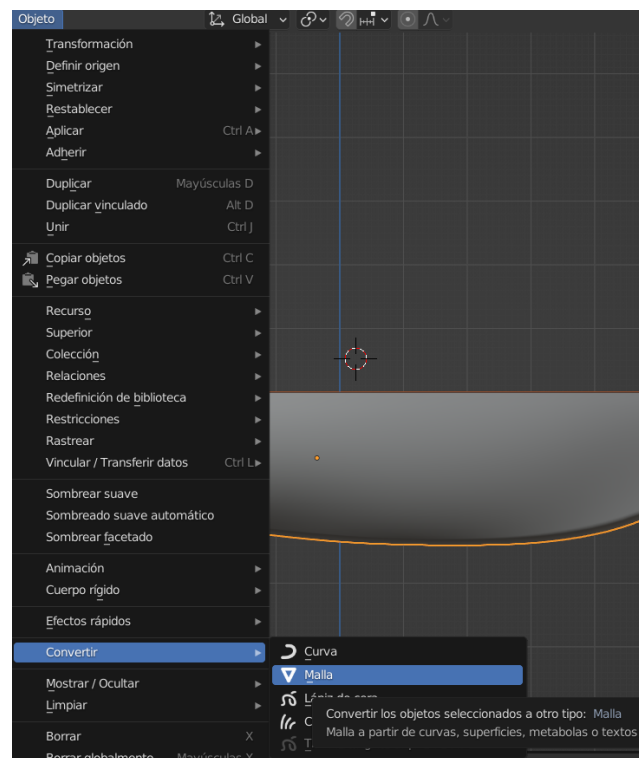 Objeto
Global
Transformación
Definir origen
Simetrizar
Restablecer
Aplicar Ctrl A
Adherir
Duplicar Mayúsculas D
Duplicar vinculado Alt D
Unir Ctrl J
Copiar objetos Ctrl C
Pegar objetos Ctrl V
Recurso
Superior
Colección
Relaciones
Redefinición de biblioteca
Restricciones
Rastrear
Vincular / Transferir datos Ctrl L
Sombrear suave
Sombreado suave automático
Sombrear facetado
Animación
Cuerpo rígido
Efectos rápidos
Convertir
Curva
Malla
Mostrar / Ocultar
Limpiar
Convertir los objetos seleccionados a otro tipo: Malla
Malla a partir de curvas, superficies, metabolas o textos
Borrar X
Borrar globalmente Mayúsculas X